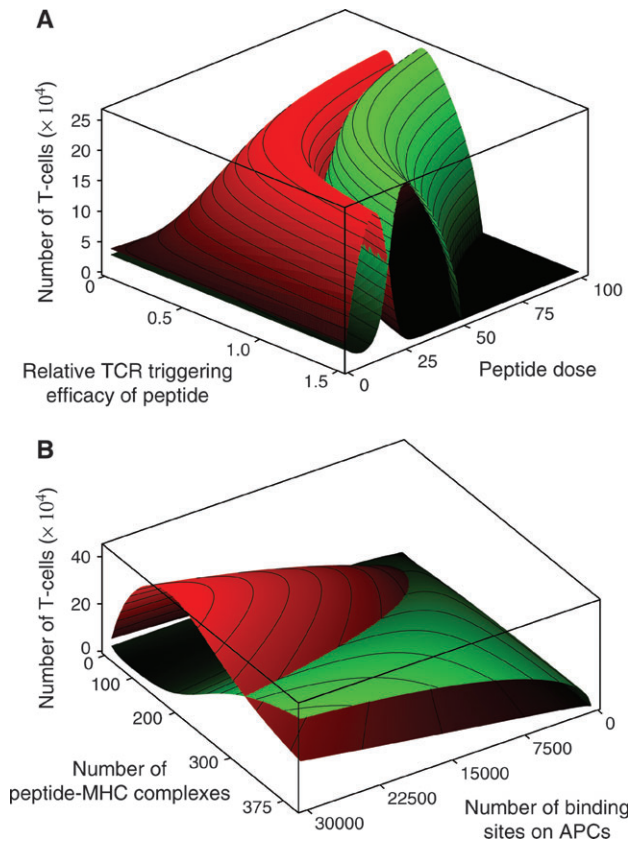 A
Number of T-cells (× 10⁴)
25
20
15
10
5
0
0
0.5
1.0
1.5
Relative TCR triggering
efficacy of peptide
0
25
50
75
100
Peptide dose
B
Number of T-cells (× 10⁴)
40
20
0
0
100
200
300
375
Number of
peptide-MHC complexes
30000
22500
15000
7500
0
Number of binding
sites on APCs